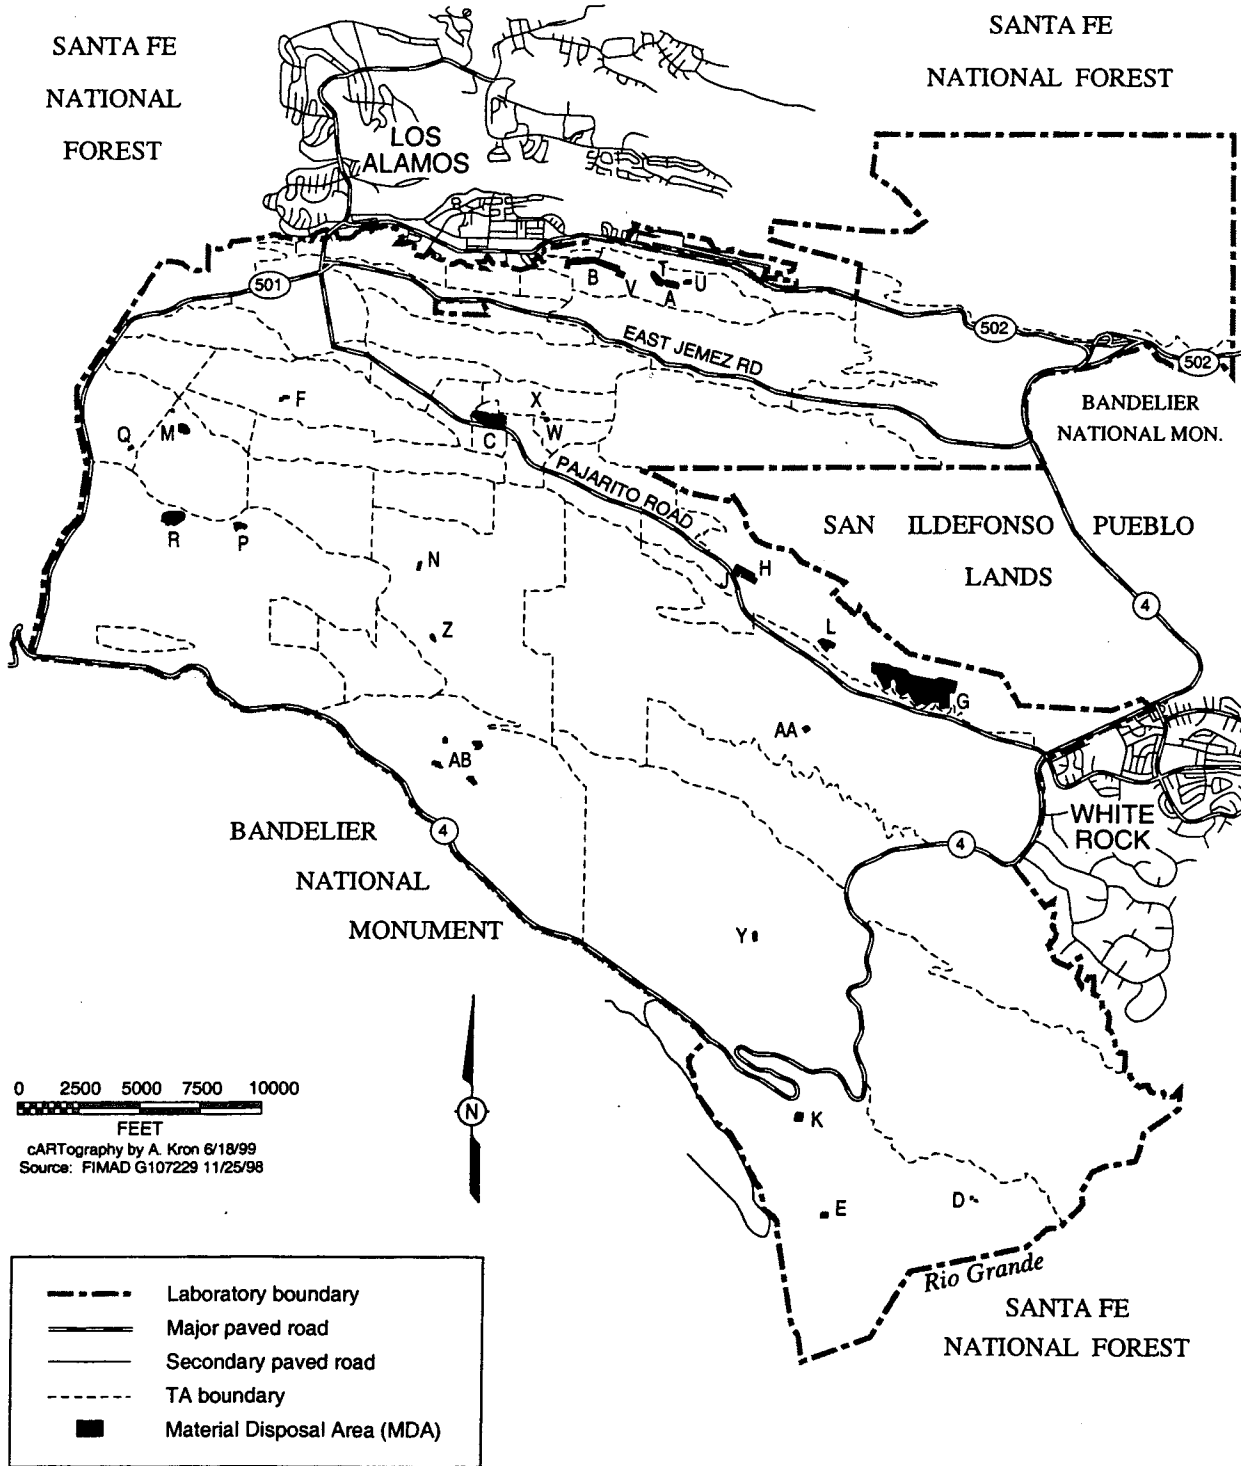 SANTA FE
NATIONAL
FOREST
SANTA FE
NATIONAL FOREST
LOS
ALAMOS
501
B
V
T
A
U
EAST JEMEZ RD
502
502
BANDELIER
NATIONAL MON.
F
Q
M
X
W
C
PAJARITO ROAD
SAN ILDEFONSO PUEBLO
LANDS
R
P
N
J
H
4
Z
L
G
AA
AB
WHITE
ROCK
BANDELIER
NATIONAL
MONUMENT
4
4
Y
0 2500 5000 7500 10000
FEET
cARTography by A. Kron 6/18/99
Source: FIMAD G107229 11/25/98
N
K
E
D
Rio Grande
SANTA FE
NATIONAL FOREST
Laboratory boundary
Major paved road
Secondary paved road
TA boundary
Material Disposal Area (MDA)